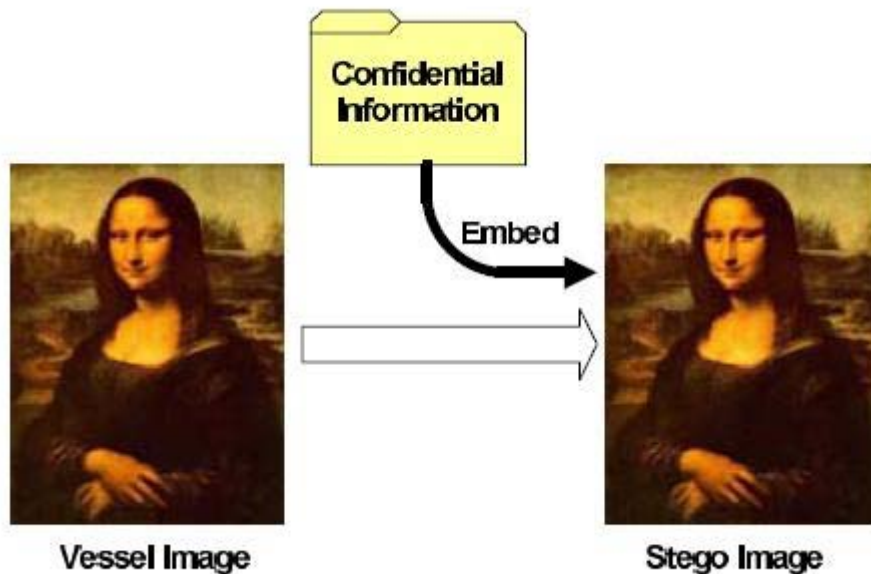 Confidential
Information
Embed
Vessel Image
Stego Image